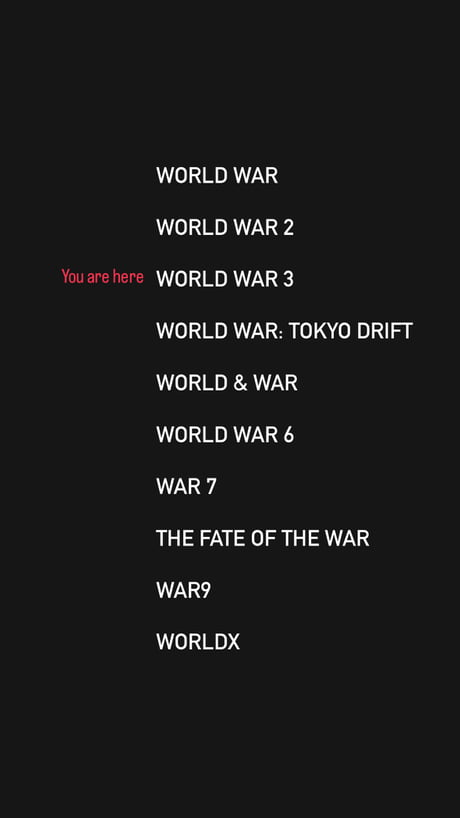 WORLD WAR
WORLD WAR 2
You are here WORLD WAR 3
WORLD WAR: TOKYO DRIFT
WORLD & WAR
WORLD WAR 6
WAR 7
THE FATE OF THE WAR
WAR9
WORLDX